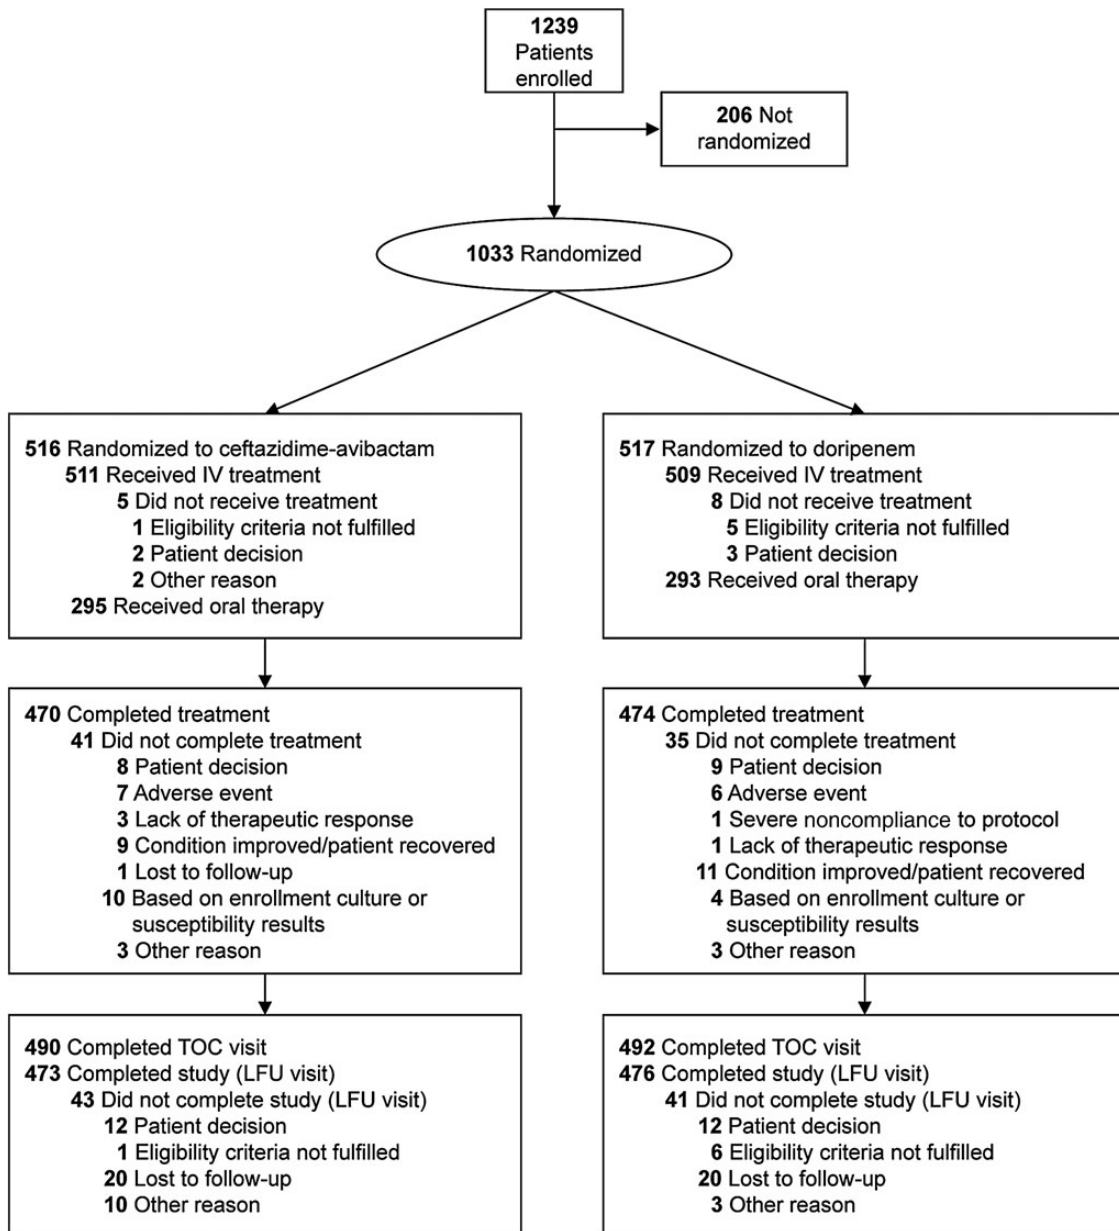 1239
Patients
enrolled
206 Not
randomized
1033 Randomized
516 Randomized to ceftazidime-avibactam
511 Received IV treatment
5 Did not receive treatment
1 Eligibility criteria not fulfilled
2 Patient decision
2 Other reason
295 Received oral therapy
517 Randomized to doripenem
509 Received IV treatment
8 Did not receive treatment
5 Eligibility criteria not fulfilled
3 Patient decision
293 Received oral therapy
470 Completed treatment
41 Did not complete treatment
8 Patient decision
7 Adverse event
3 Lack of therapeutic response
9 Condition improved/patient recovered
1 Lost to follow-up
10 Based on enrollment culture or
susceptibility results
3 Other reason
474 Completed treatment
35 Did not complete treatment
9 Patient decision
6 Adverse event
1 Severe noncompliance to protocol
1 Lack of therapeutic response
11 Condition improved/patient recovered
4 Based on enrollment culture or
susceptibility results
3 Other reason
490 Completed TOC visit
473 Completed study (LFU visit)
43 Did not complete study (LFU visit)
12 Patient decision
1 Eligibility criteria not fulfilled
20 Lost to follow-up
10 Other reason
492 Completed TOC visit
476 Completed study (LFU visit)
41 Did not complete study (LFU visit)
12 Patient decision
6 Eligibility criteria not fulfilled
20 Lost to follow-up
3 Other reason